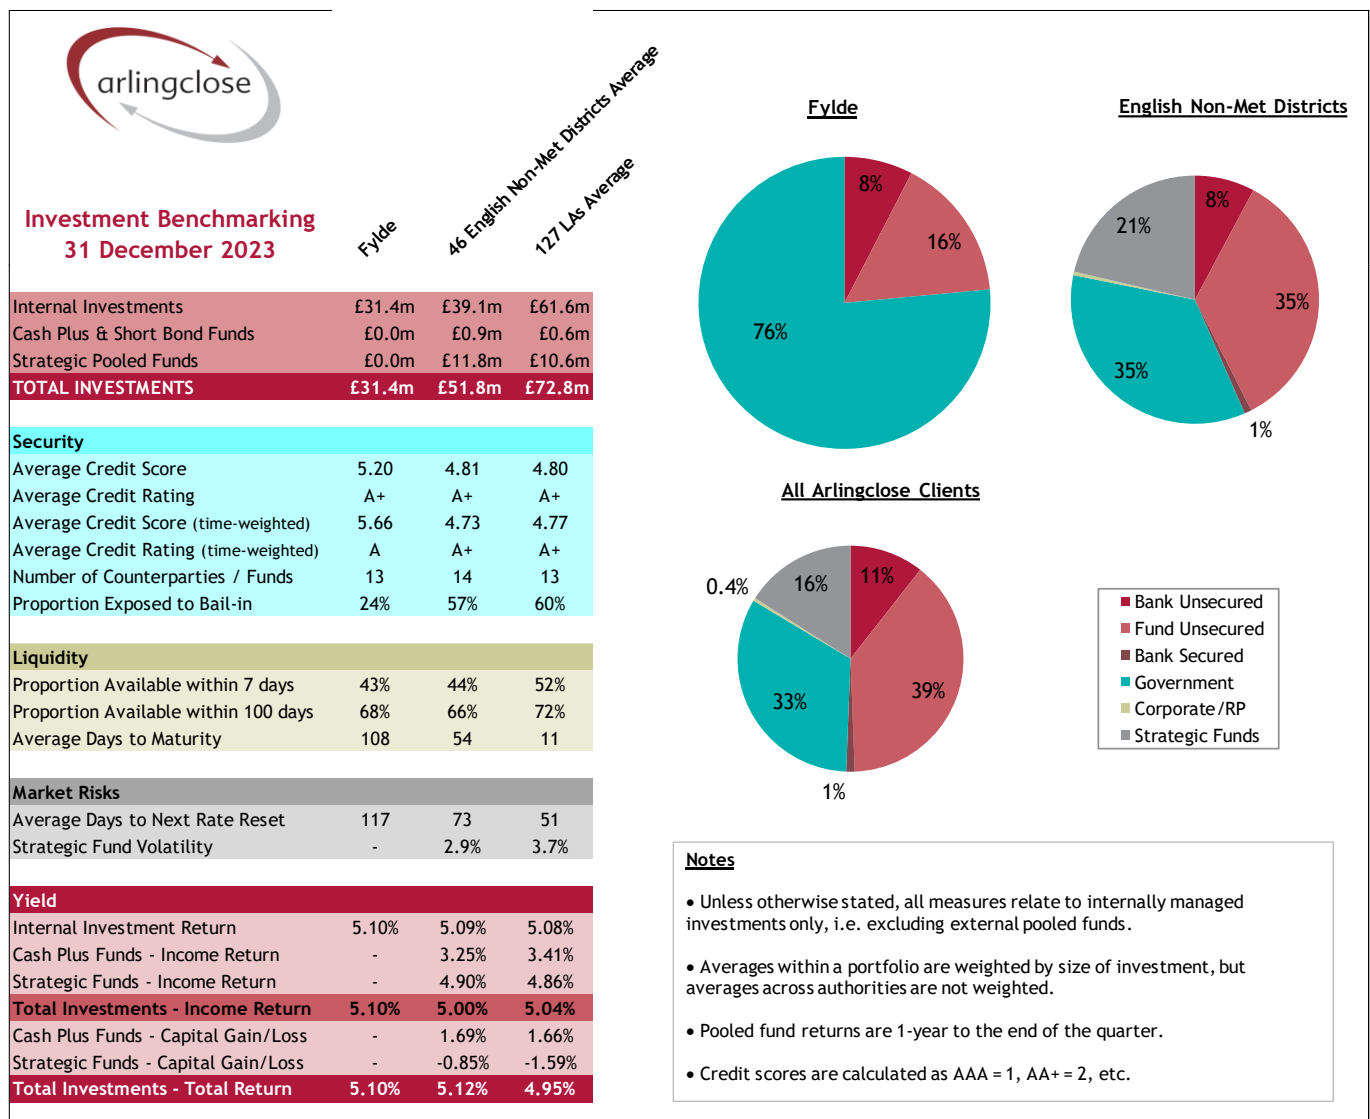 arlingclose
Investment Benchmarking
31 December 2023
Fylde
46 English Non-Met Districts Average
127 LAs Average
Internal Investments £31.4m £39.1m £61.6m
Cash Plus & Short Bond Funds £0.0m £0.9m £0.6m
Strategic Pooled Funds £0.0m £11.8m £10.6m
TOTAL INVESTMENTS £31.4m £51.8m £72.8m
Security
Average Credit Score 5.20 4.81 4.80
Average Credit Rating A+ A+ A+
Average Credit Score (time-weighted) 5.66 4.73 4.77
Average Credit Rating (time-weighted) A A+ A+
Number of Counterparties / Funds 13 14 13
Proportion Exposed to Bail-in 24% 57% 60%
Liquidity
Proportion Available within 7 days 43% 44% 52%
Proportion Available within 100 days 68% 66% 72%
Average Days to Maturity 108 54 11
Market Risks
Average Days to Next Rate Reset 117 73 51
Strategic Fund Volatility - 2.9% 3.7%
Yield
Internal Investment Return 5.10% 5.09% 5.08%
Cash Plus Funds - Income Return - 3.25% 3.41%
Strategic Funds - Income Return - 4.90% 4.86%
Total Investments - Income Return 5.10% 5.00% 5.04%
Cash Plus Funds - Capital Gain/Loss - 1.69% 1.66%
Strategic Funds - Capital Gain/Loss - -0.85% -1.59%
Total Investments - Total Return 5.10% 5.12% 4.95%
Fylde
8%
16%
76%
English Non-Met Districts
8%
21%
35%
35%
1%
All Arlingclose Clients
11%
16%
0.4%
39%
33%
1%
Bank Unsecured
Fund Unsecured
Bank Secured
Government
Corporate/RP
Strategic Funds
Notes
• Unless otherwise stated, all measures relate to internally managed
investments only, i.e. excluding external pooled funds.
• Averages within a portfolio are weighted by size of investment, but
averages across authorities are not weighted.
• Pooled fund returns are 1-year to the end of the quarter.
• Credit scores are calculated as AAA = 1, AA+ = 2, etc.